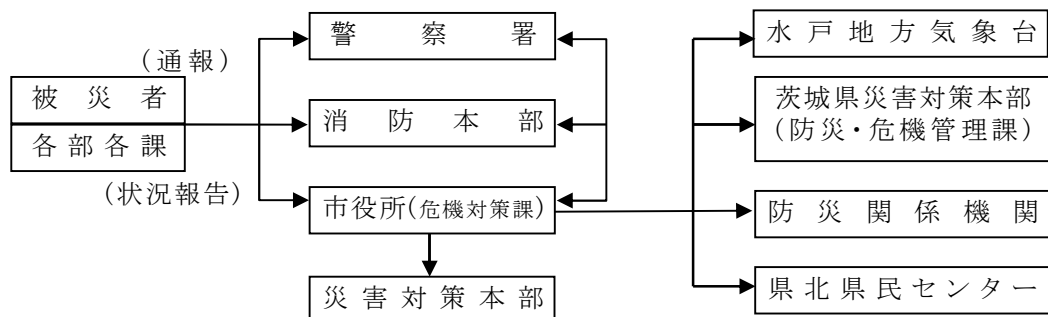 (通報)
被災者
各部各課
(状況報告)
警察署
消防本部
市役所(危機対策課)
災害対策本部
水戸地方気象台
茨城県災害対策本部
(防災・危機管理課)
防災関係機関
県北県民センター